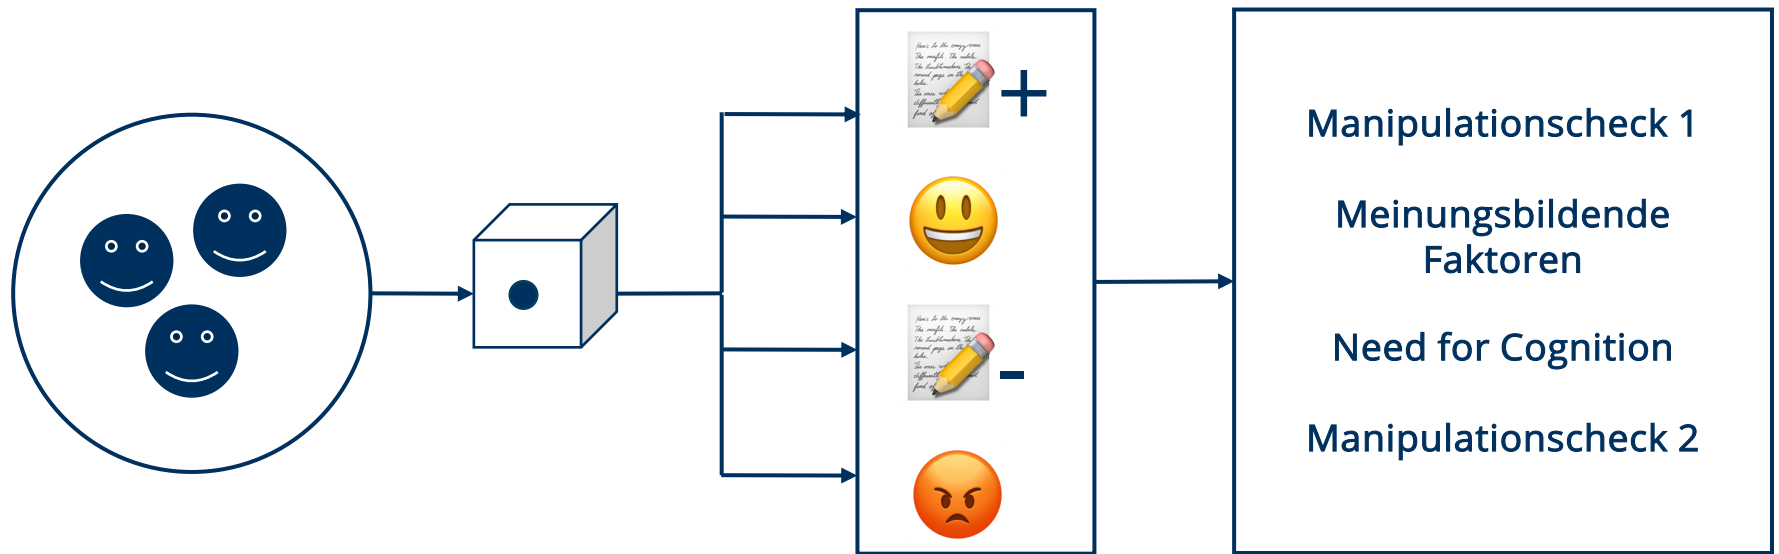 +
Manipulationscheck 1
Meinungsbildende
Faktoren
Need for Cognition
-
Manipulationscheck 2